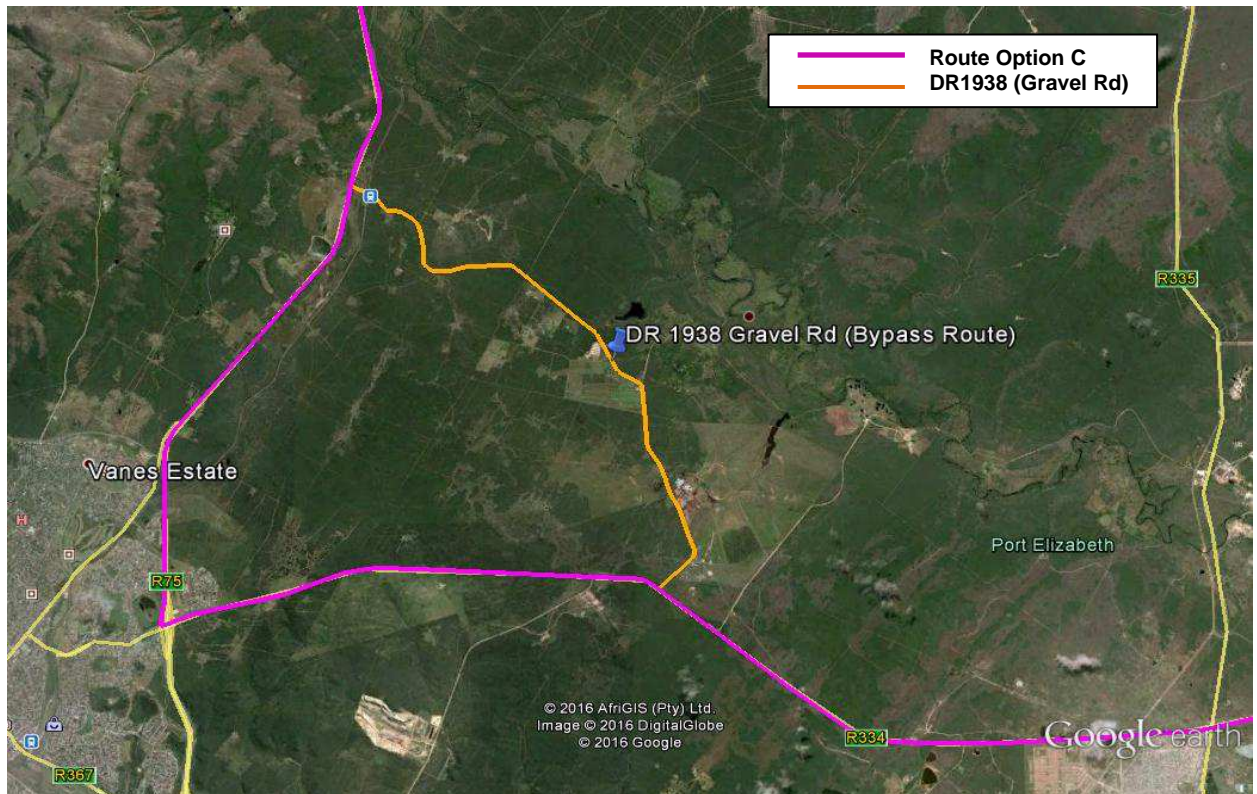 Route Option C
DR1938 (Gravel Rd)
R335
DR 1938 Gravel Rd (Bypass Route)
Vanes Estate
H
Port Elizabeth
R75
© 2016 AfriGIS (Pty) Ltd.
Image © 2016 DigitalGlobe
© 2016 Google
R334
Google earth
R367